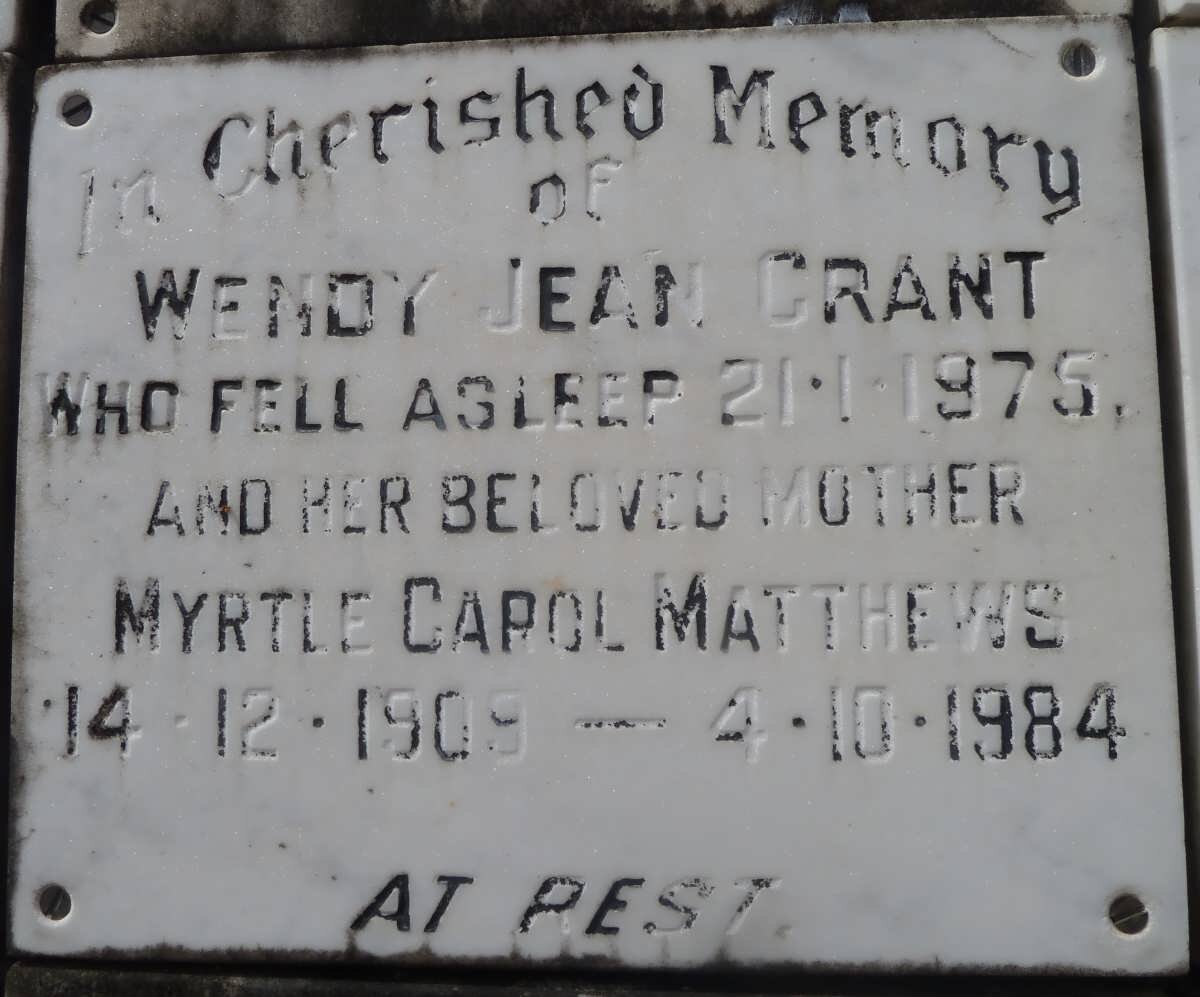 In Cherished Memory
of
WENDY JEAN GRANT
WHO FELL ASLEEP 21·1·1975.
AND HER BELOVED MOTHER
MYRTLE CAROL MATTHEWS
14·12·1909 — 4·10·1984
AT REST.